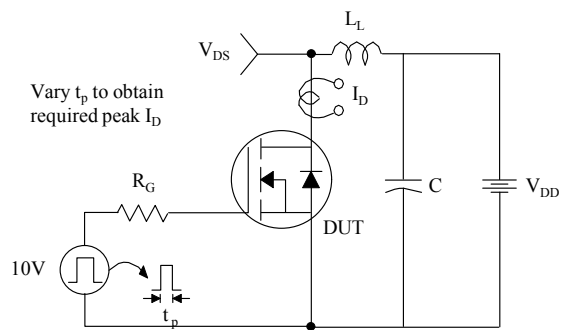 L_L
V_DS
I_D
Vary t_p to obtain
required peak I_D
R_G
C
V_DD
DUT
10V
t_p